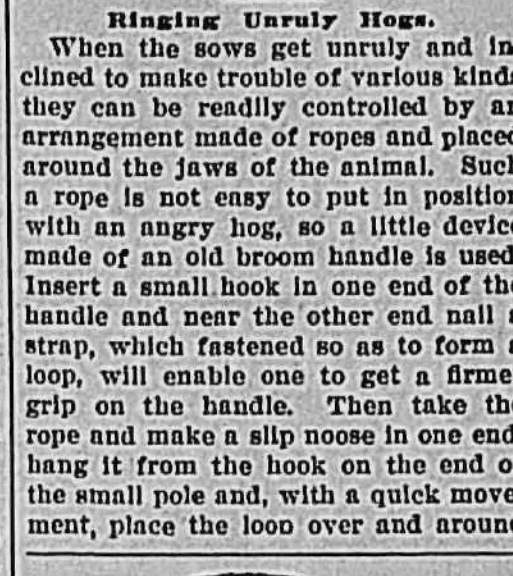 Ringing Unruly Hogs.
When the sows get unruly and in
clined to make trouble of various kinds
they can be readily controlled by an
arrangement made of ropes and placed
around the jaws of the animal. Such
a rope is not easy to put in position
with an angry hog, so a little device
made of an old broom handle is used
Insert a small hook in one end of the
handle and near the other end nail a
strap, which fastened so as to form a
loop, will enable one to get a firme
grip on the handle. Then take the
rope and make a slip noose in one end
hang it from the hook on the end o
the small pole and, with a quick move
ment, place the loop over and around